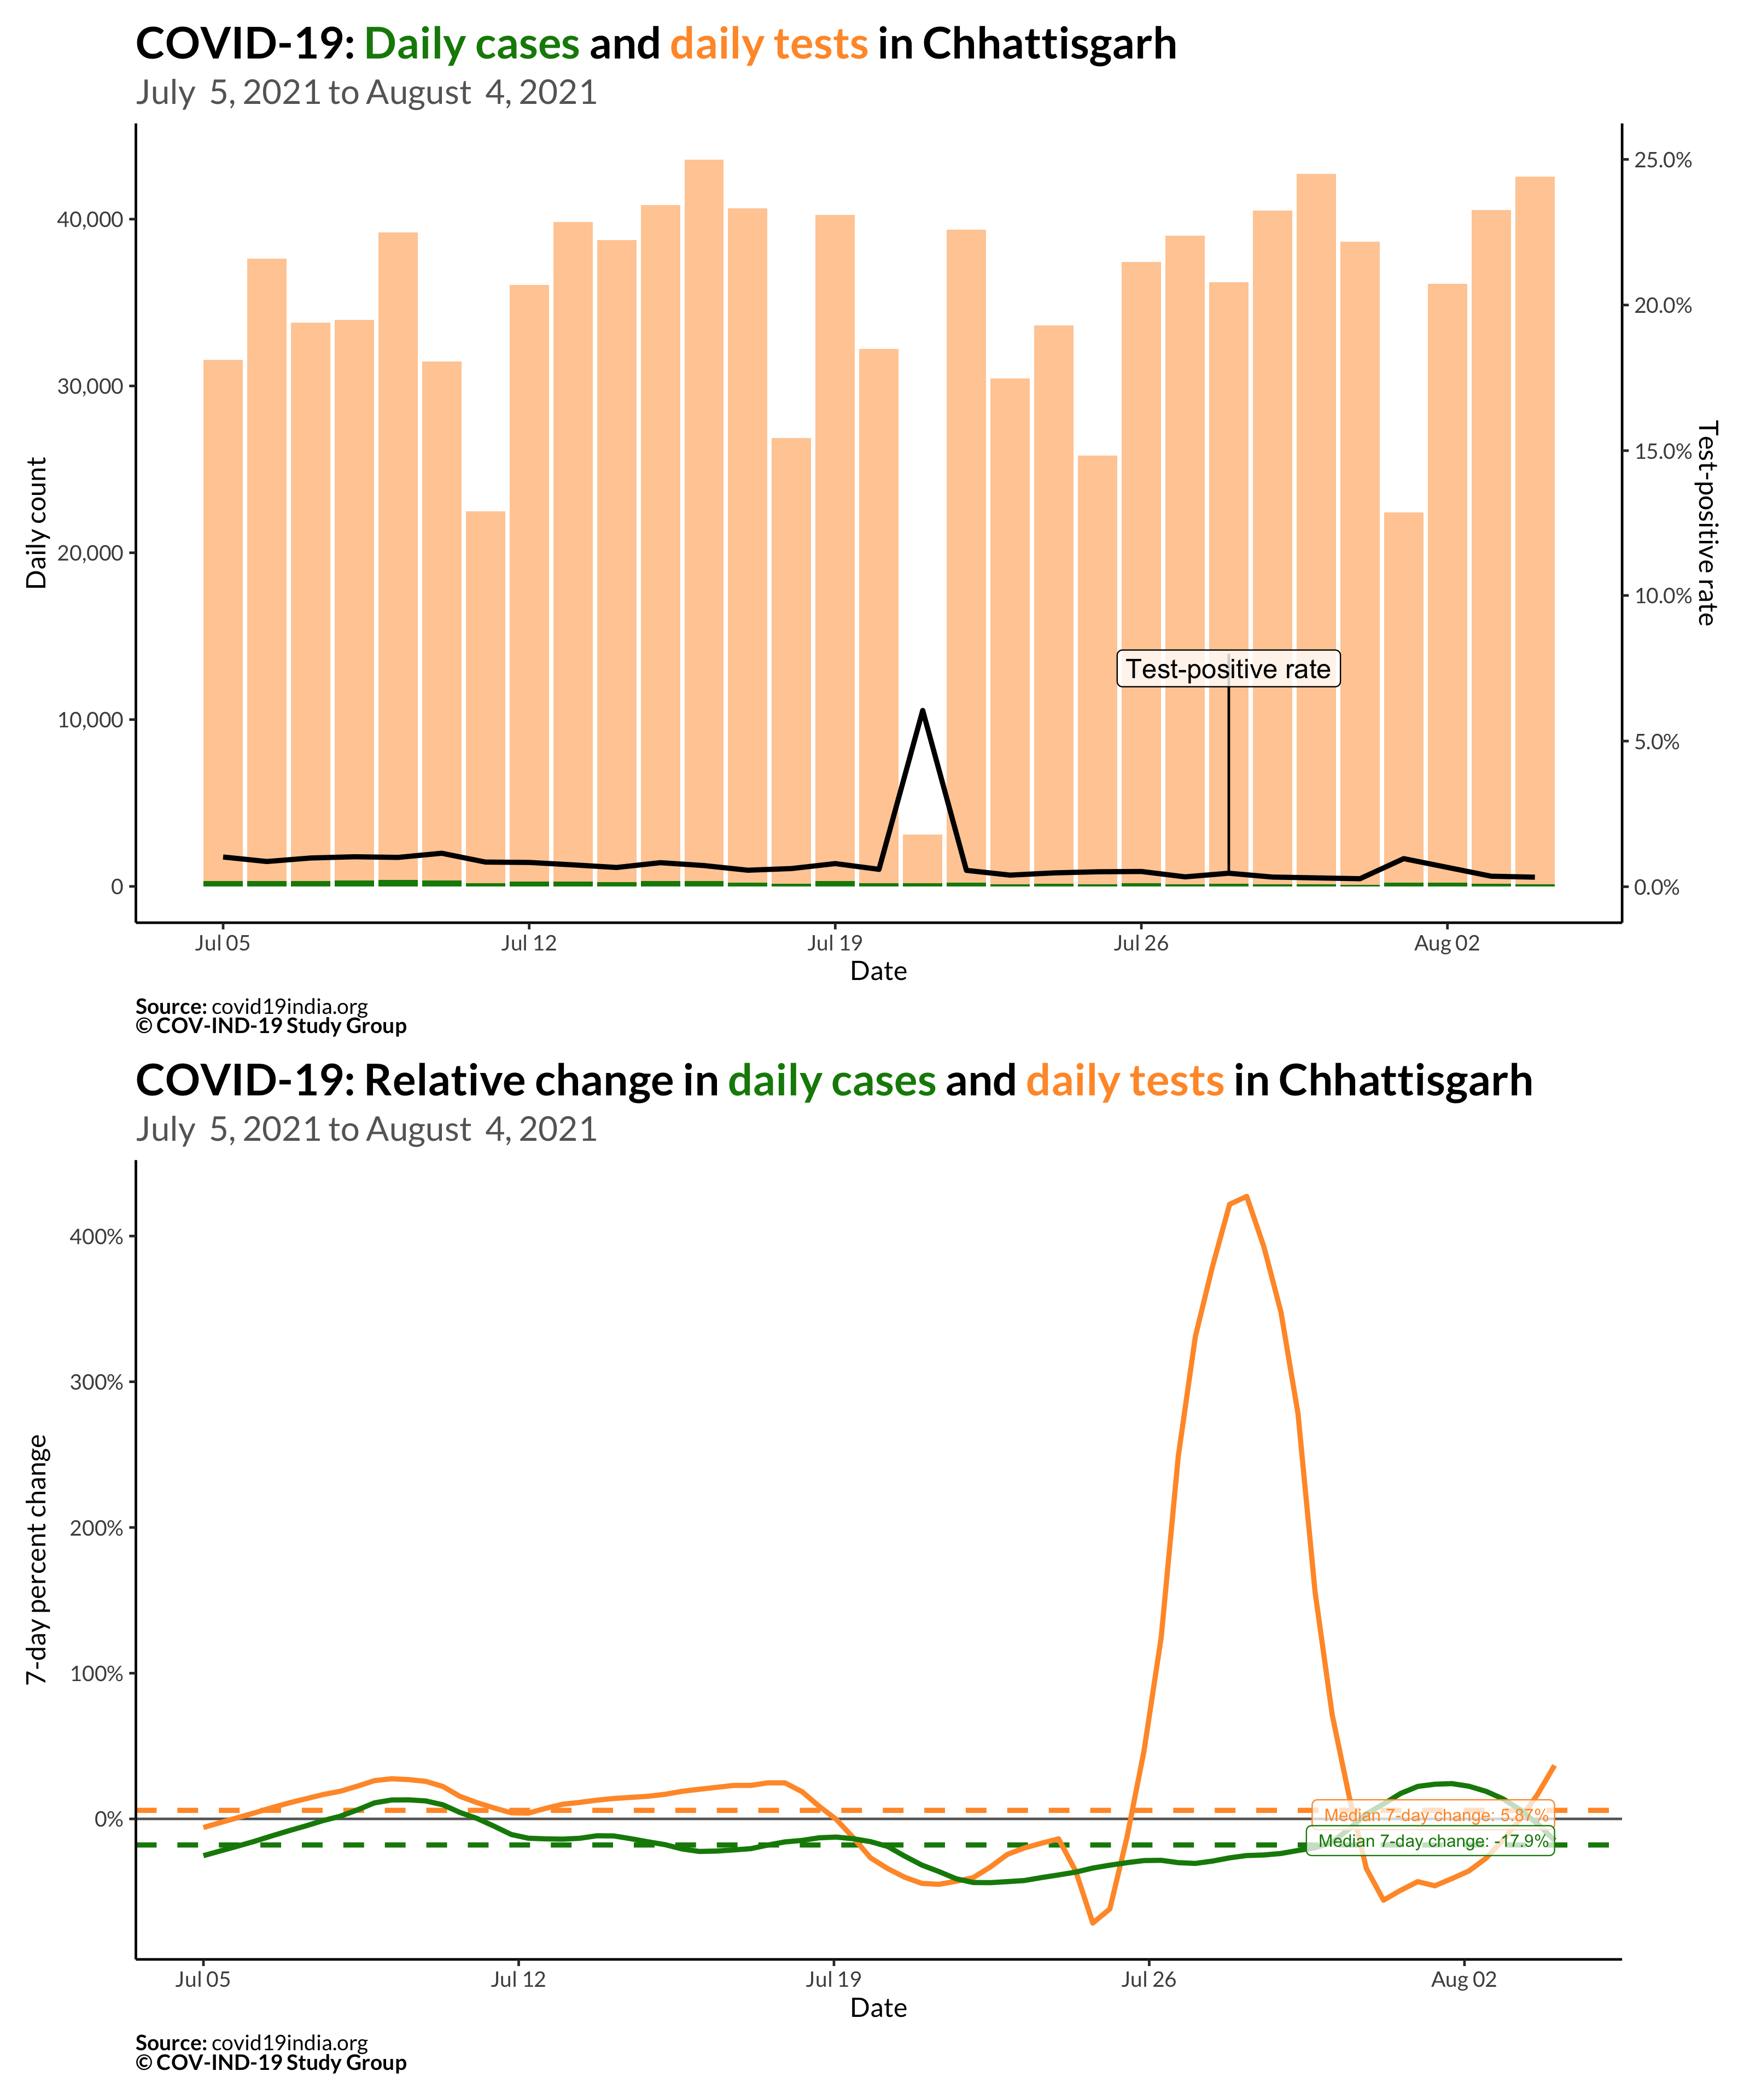 COVID-19: Daily cases and daily tests in Chhattisgarh
July 5, 2021 to August 4, 2021
40,000
30,000
20,000
10,000
0
Daily count
25.0%
20.0%
15.0%
10.0%
5.0%
0.0%
Test-positive rate
Test-positive rate
Jul 05
Jul 12
Jul 19
Jul 26
Aug 02
Date
Source: covid19india.org
© COV-IND-19 Study Group
COVID-19: Relative change in daily cases and daily tests in Chhattisgarh
July 5, 2021 to August 4, 2021
400%
300%
200%
100%
0%
7-day percent change
Median 7-day change: 5.87%
Median 7-day change: -17.9%
Jul 05
Jul 12
Jul 19
Jul 26
Aug 02
Date
Source: covid19india.org
© COV-IND-19 Study Group